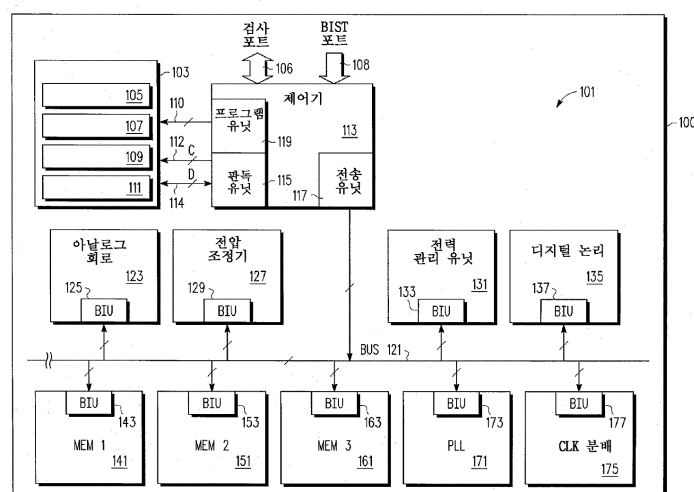 검사
포트
BIST
포트
106
108
103
105
107
109
111
110
112
C
D
114
제어기
프로그램
유닛
119
113
판독
유닛
115
117
전송
유닛
101
100
아날로그
회로
123
125
BIU
전압
조정기
127
129
BIU
전력
관리 유닛
131
133
BIU
디지털 논리
135
137
BIU
BUS 121
BIU
143
MEM 1
141
BIU
153
MEM 2
151
BIU
163
MEM 3
161
BIU
173
PLL
171
BIU
177
CLK 분배
175